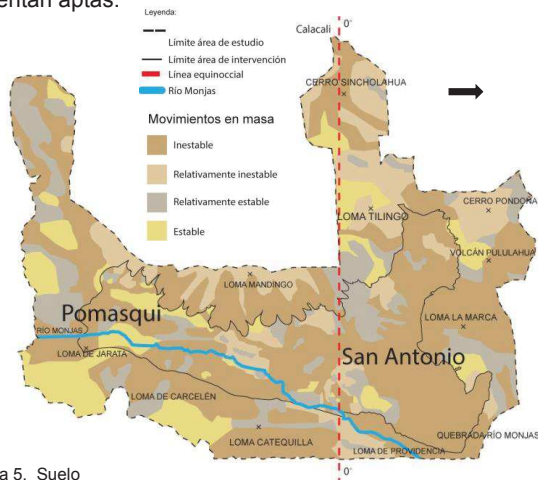 entan aptas.
Leyenda:
Límite área de estudio
Límite área de intervención
Línea equinoccial
Río Monjas
Movimientos en masa
Inestable
Relativamente inestable
Relativamente estable
Estable
Calacali
0°
CERRO SINCHOLAHUA
CERRO PONDOÑA
LOMA TILINGO
VOLCÁN PULULAHUA
LOMA MANDINGO
Pomasqui
LOMA LA MARCA
RÍO MONJAS
San Antonio
LOMA DE JARATA
LOMA DE CARCELÉN
LOMA CATEQUILLA
QUEBRADA RÍO MONJAS
LOMA DE PROVIDENCIA
a 5. Suelo
0°